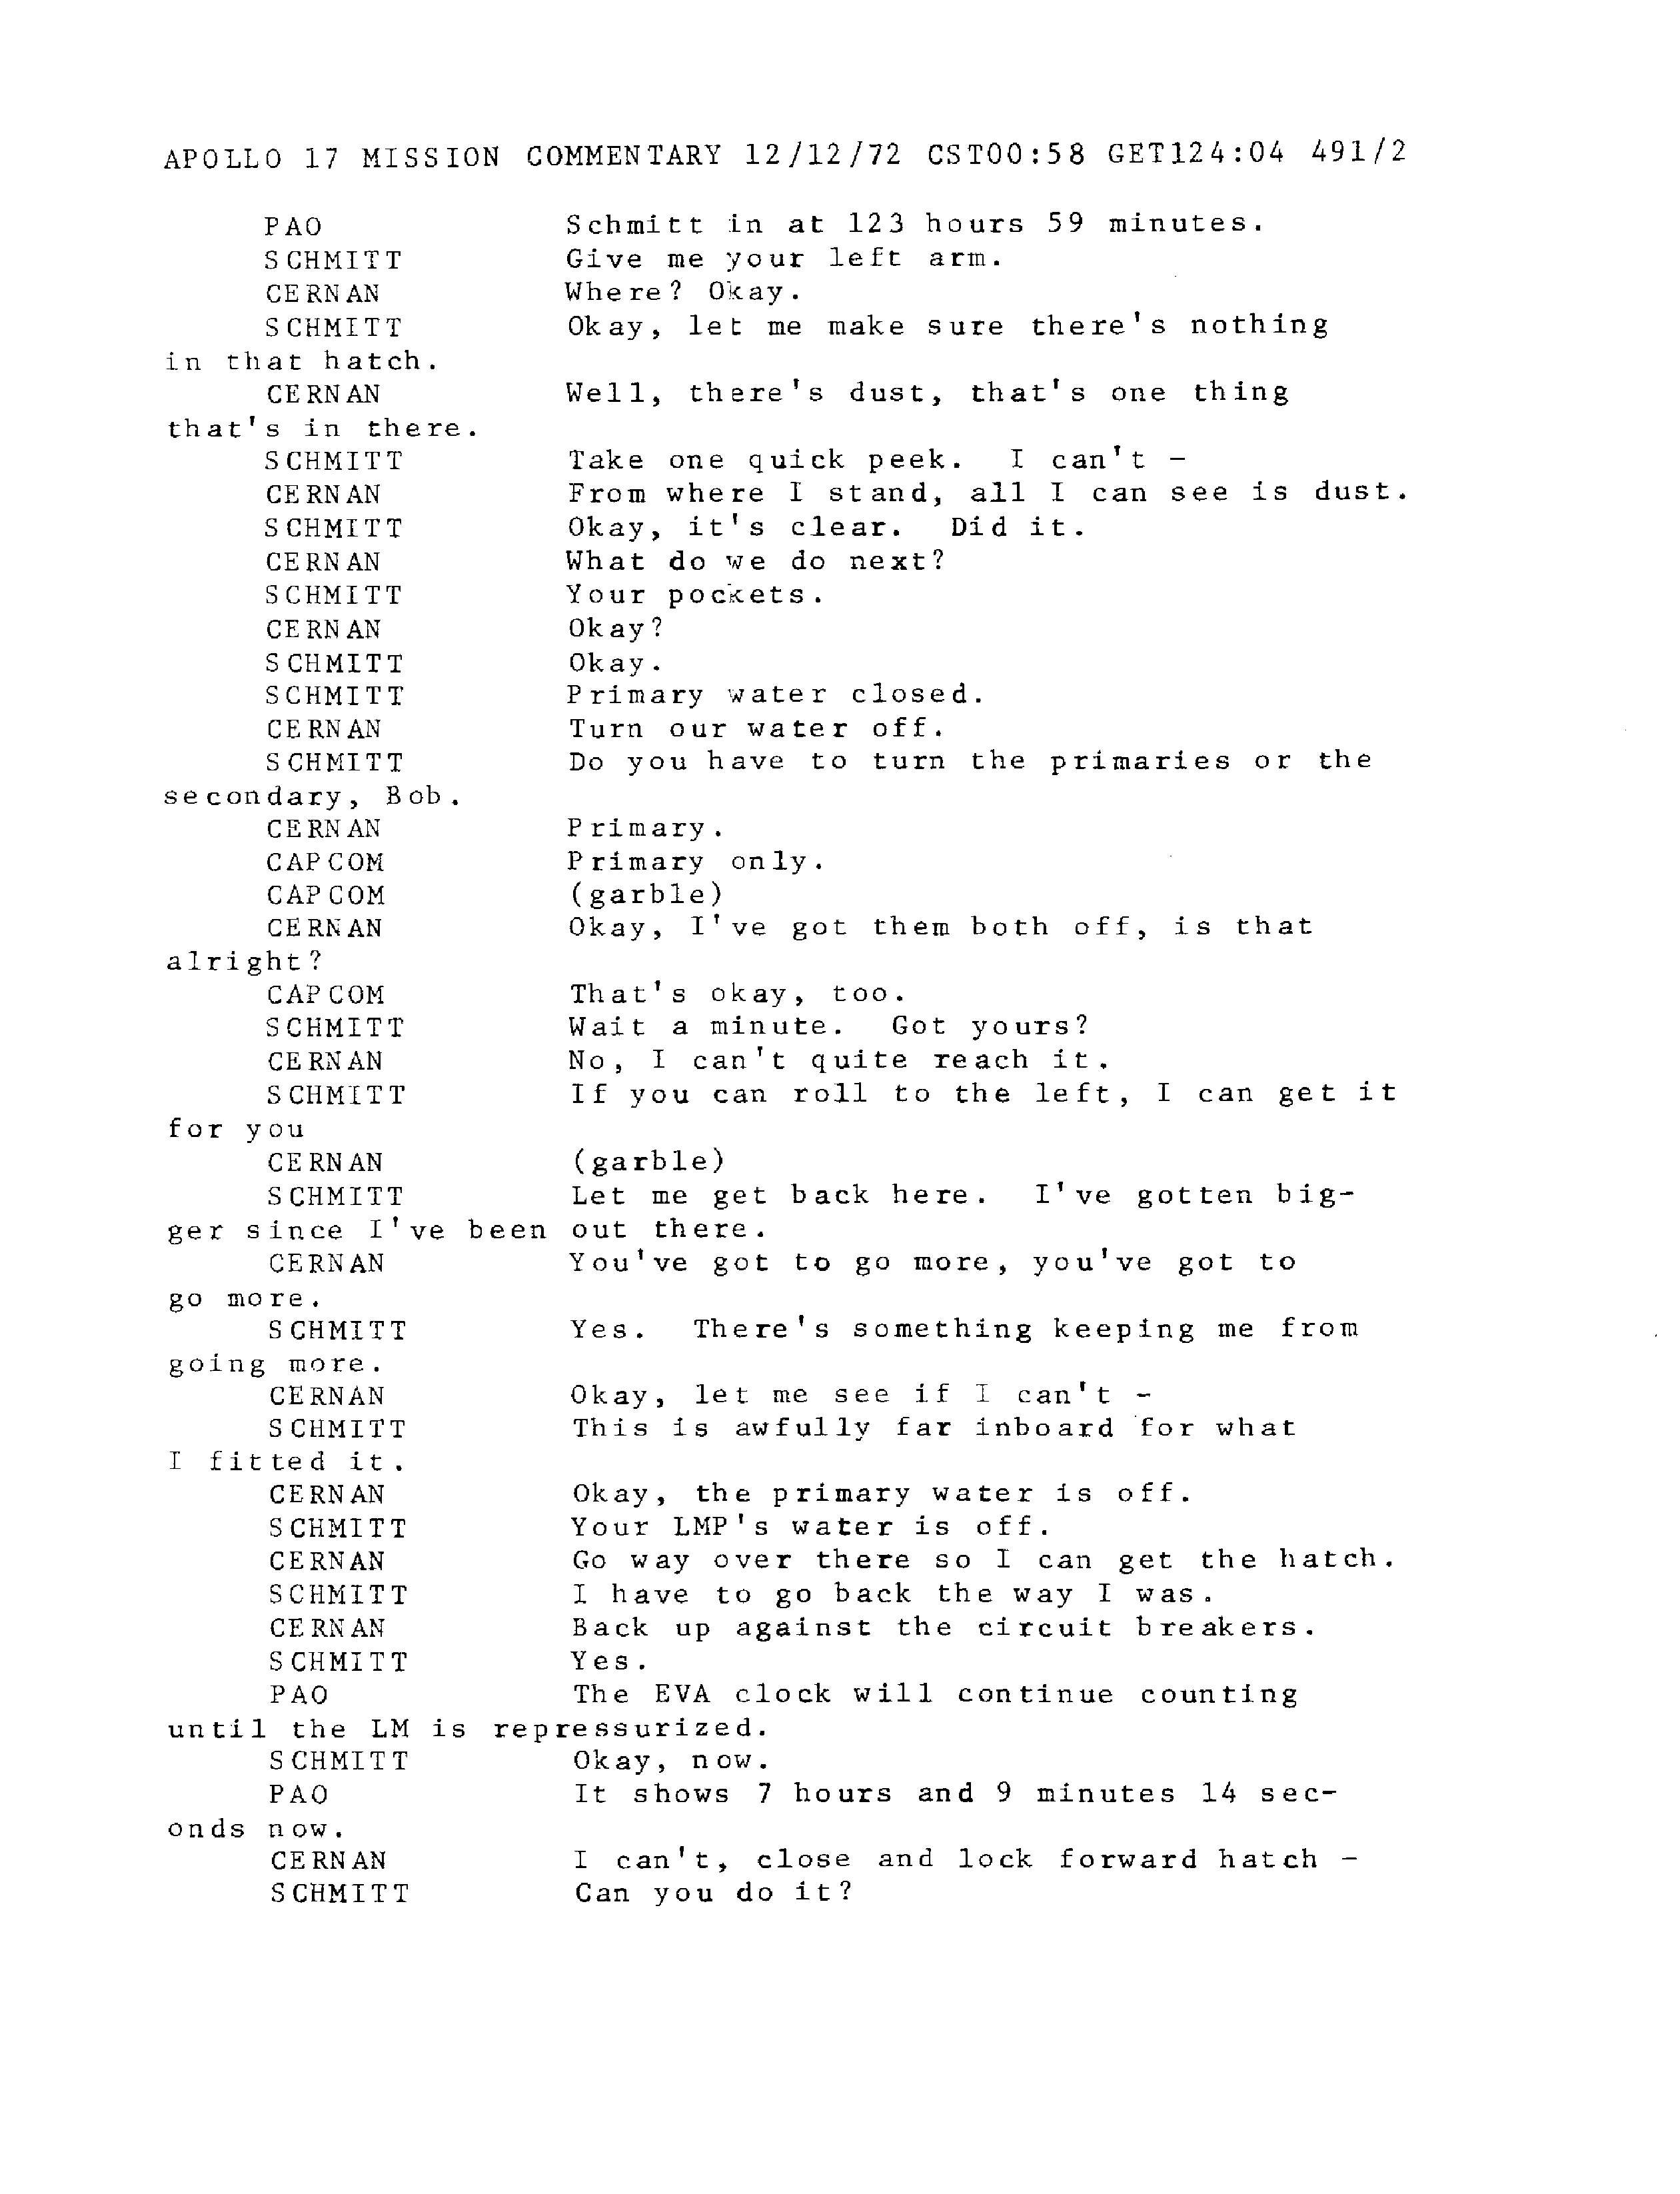 APOLLO 17 MISSION COMMENTARY 12/12/72 CST00:58 GET124:04 491/2
PAO Schmitt in at 123 hours 59 minutes.
SCHMITT Give me your left arm.
CERNAN Where? Okay.
SCHMITT Okay, let me make sure there's nothing
in that hatch.
CERNAN Well, there's dust, that's one thing
that's in there.
SCHMITT Take one quick peek. I can't -
CERNAN From where I stand, all I can see is dust.
SCHMITT Okay, it's clear. Did it.
CERNAN What do we do next?
SCHMITT Your pockets.
CERNAN Okay?
SCHMITT Okay.
SCHMITT Primary water closed.
CERNAN Turn our water off.
SCHMITT Do you have to turn the primaries or the
secondary, Bob.
CERNAN Primary.
CAPCOM Primary only.
CAPCOM (garble)
CERNAN Okay, I've got them both off, is that
alright?
CAPCOM That's okay, too.
SCHMITT Wait a minute. Got yours?
CERNAN No, I can't quite reach it.
SCHMITT If you can roll to the left, I can get it
for you
CERNAN (garble)
SCHMITT Let me get back here. I've gotten big-
ger since I've been out there.
CERNAN You've got to go more, you've got to
go more.
SCHMITT Yes. There's something keeping me from
going more.
CERNAN Okay, let me see if I can't -
SCHMITT This is awfully far inboard for what
I fitted it.
CERNAN Okay, the primary water is off.
SCHMITT Your LMP's water is off.
CERNAN Go way over there so I can get the hatch.
SCHMITT I have to go back the way I was.
CERNAN Back up against the circuit breakers.
SCHMITT Yes.
PAO The EVA clock will continue counting
until the LM is repressurized.
SCHMITT Okay, now.
PAO It shows 7 hours and 9 minutes 14 sec-
onds now.
CERNAN I can't, close and lock forward hatch -
SCHMITT Can you do it?